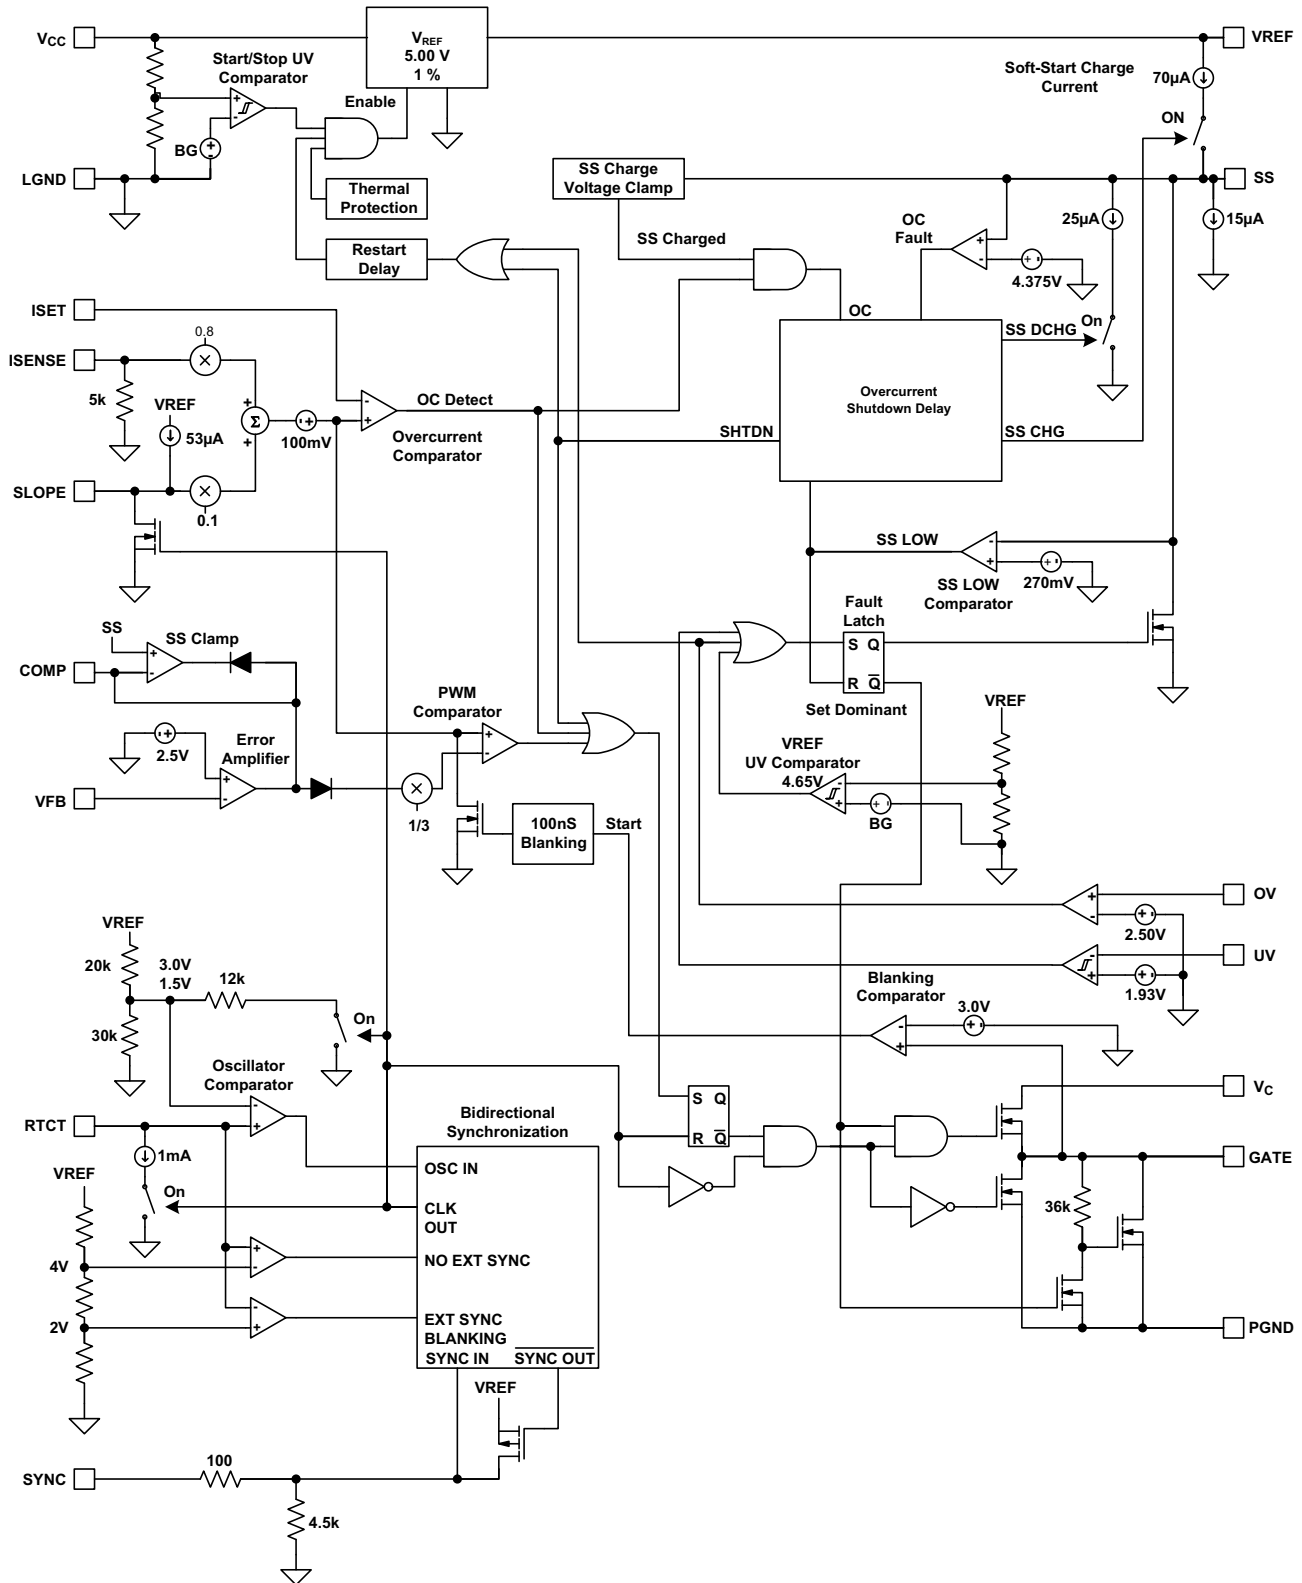 VCC
VREF
5.00 V
1 %
VREF
Start/Stop UV
Comparator
Enable
Soft-Start Charge
Current
70µA
ON
BG
+
-
LGND
Thermal
Protection
SS Charge
Voltage Clamp
SS
25µA
15µA
OC
Fault
SS Charged
Restart
Delay
4.375V
ISET
OC
SS DCHG
On
0.8
ISENSE
5k
VREF
53µA
Σ
100mV
OC Detect
Overcurrent
Comparator
Overcurrent
Shutdown Delay
SHTDN
SS CHG
SLOPE
0.1
SS LOW
270mV
SS LOW
Comparator
Fault
Latch
SS
SS Clamp
S Q
COMP
R Q
Set Dominant
PWM
Comparator
VREF
2.5V
Error
Amplifier
VREF
UV Comparator
4.65V
VFB
1/3
100nS
Blanking
Start
BG
OV
2.50V
VREF
20k
3.0V
1.5V
12k
UV
1.93V
Blanking
Comparator
3.0V
On
30k
Oscillator
Comparator
VC
S Q
RTCT
Bidirectional
Synchronization
R Q
1mA
OSC IN
GATE
VREF
On
CLK
OUT
36k
4V
NO EXT SYNC
2V
EXT SYNC
BLANKING
PGND
SYNC IN SYNC OUT
VREF
100
SYNC
4.5k